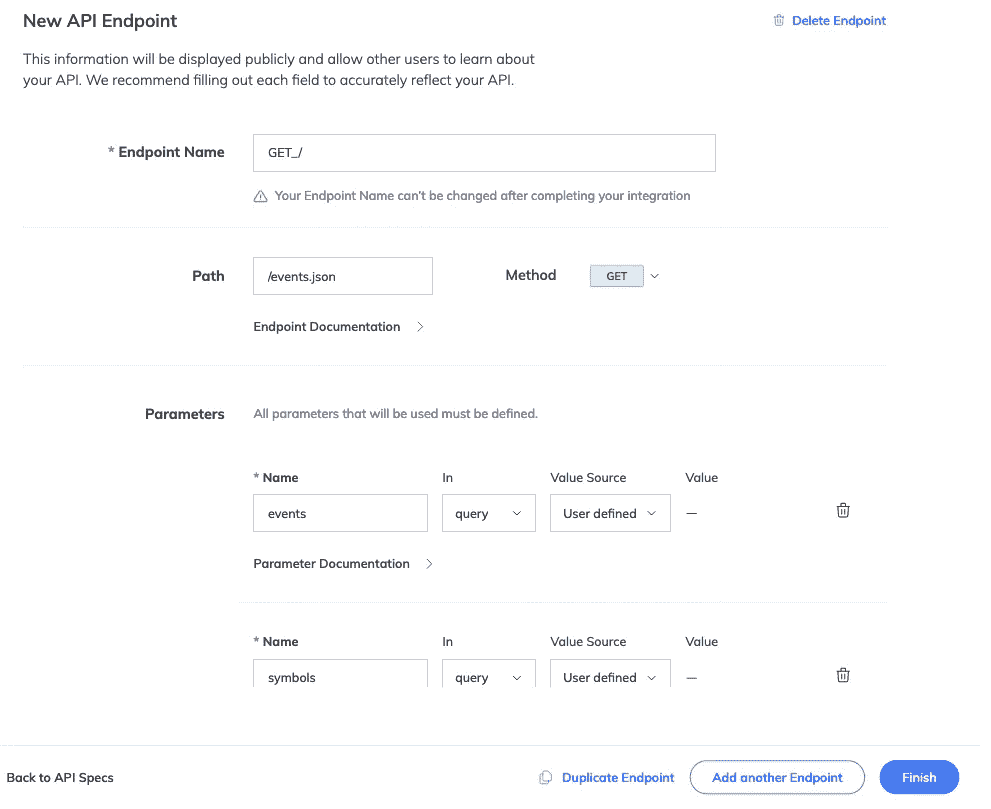 New API Endpoint
Delete Endpoint
This information will be displayed publicly and allow other users to learn about
your API. We recommend filling out each field to accurately reflect your API.
* Endpoint Name
GET_/
Your Endpoint Name can't be changed after completing your integration
Path
/events.json
Method
GET
Endpoint Documentation
Parameters
All parameters that will be used must be defined.
* Name In Value Source Value
events query User defined —
Parameter Documentation
* Name In Value Source Value
symbols query User defined —
Back to API Specs
Duplicate Endpoint
Add another Endpoint
Finish